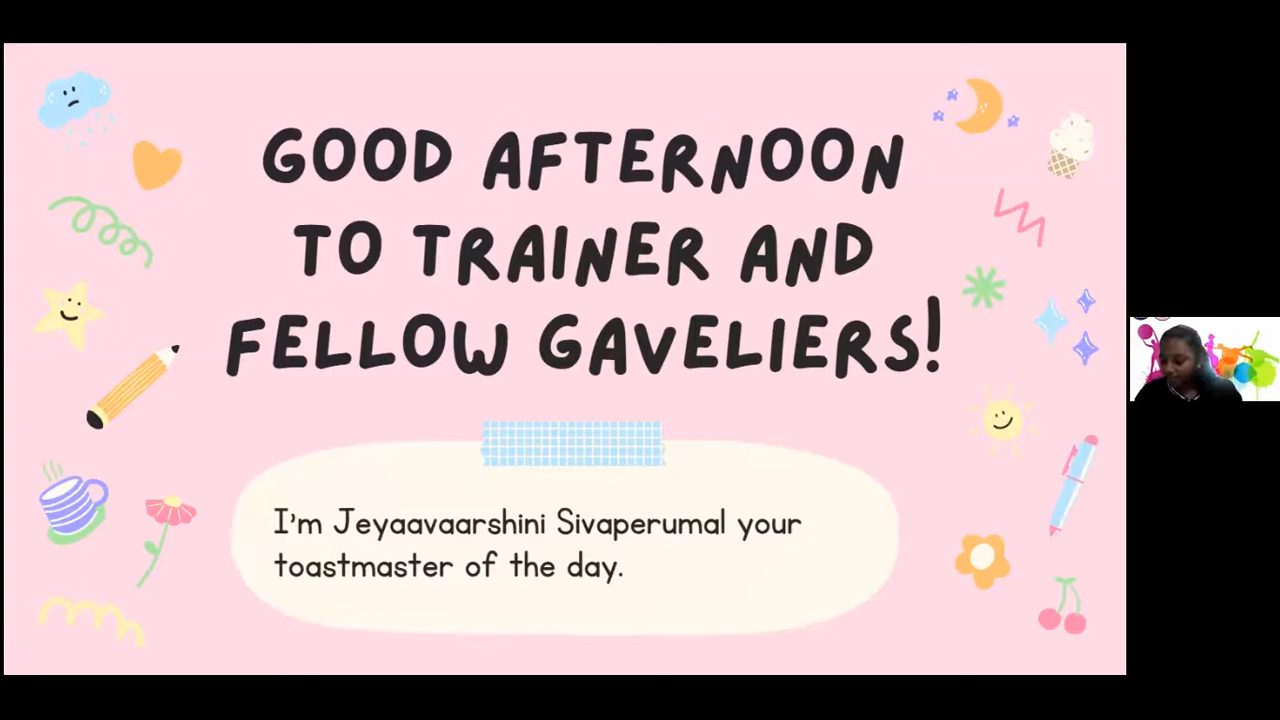 GOOD AFTERNOON
TO TRAINER AND
FELLOW GAVELIERS!
I'm Jeyaavaarshini Sivaperumal your
toastmaster of the day.